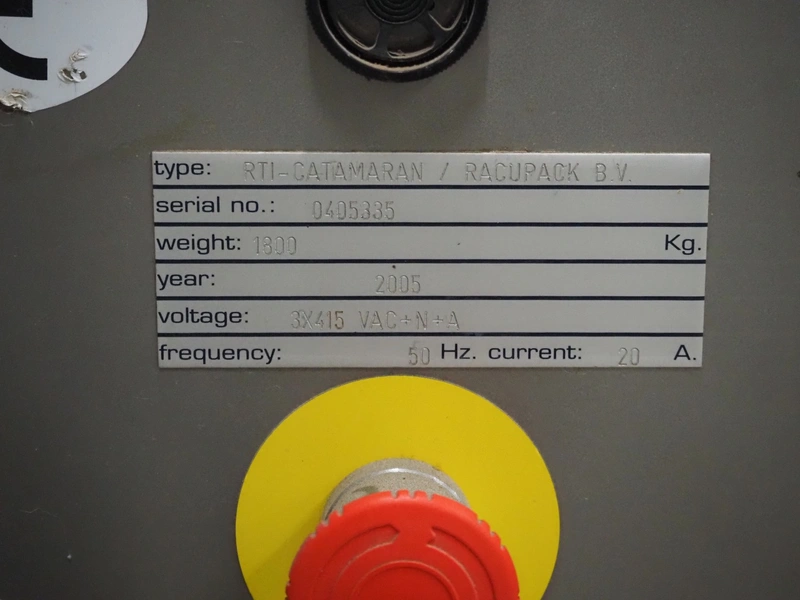 type: RTI-CATAMARAN / RACUPACK B.V.
serial no.: 0405335
weight: 1800 Kg.
year: 2005
voltage: 3X415 VAC+N+A
frequency: 50 Hz. current: 20 A.